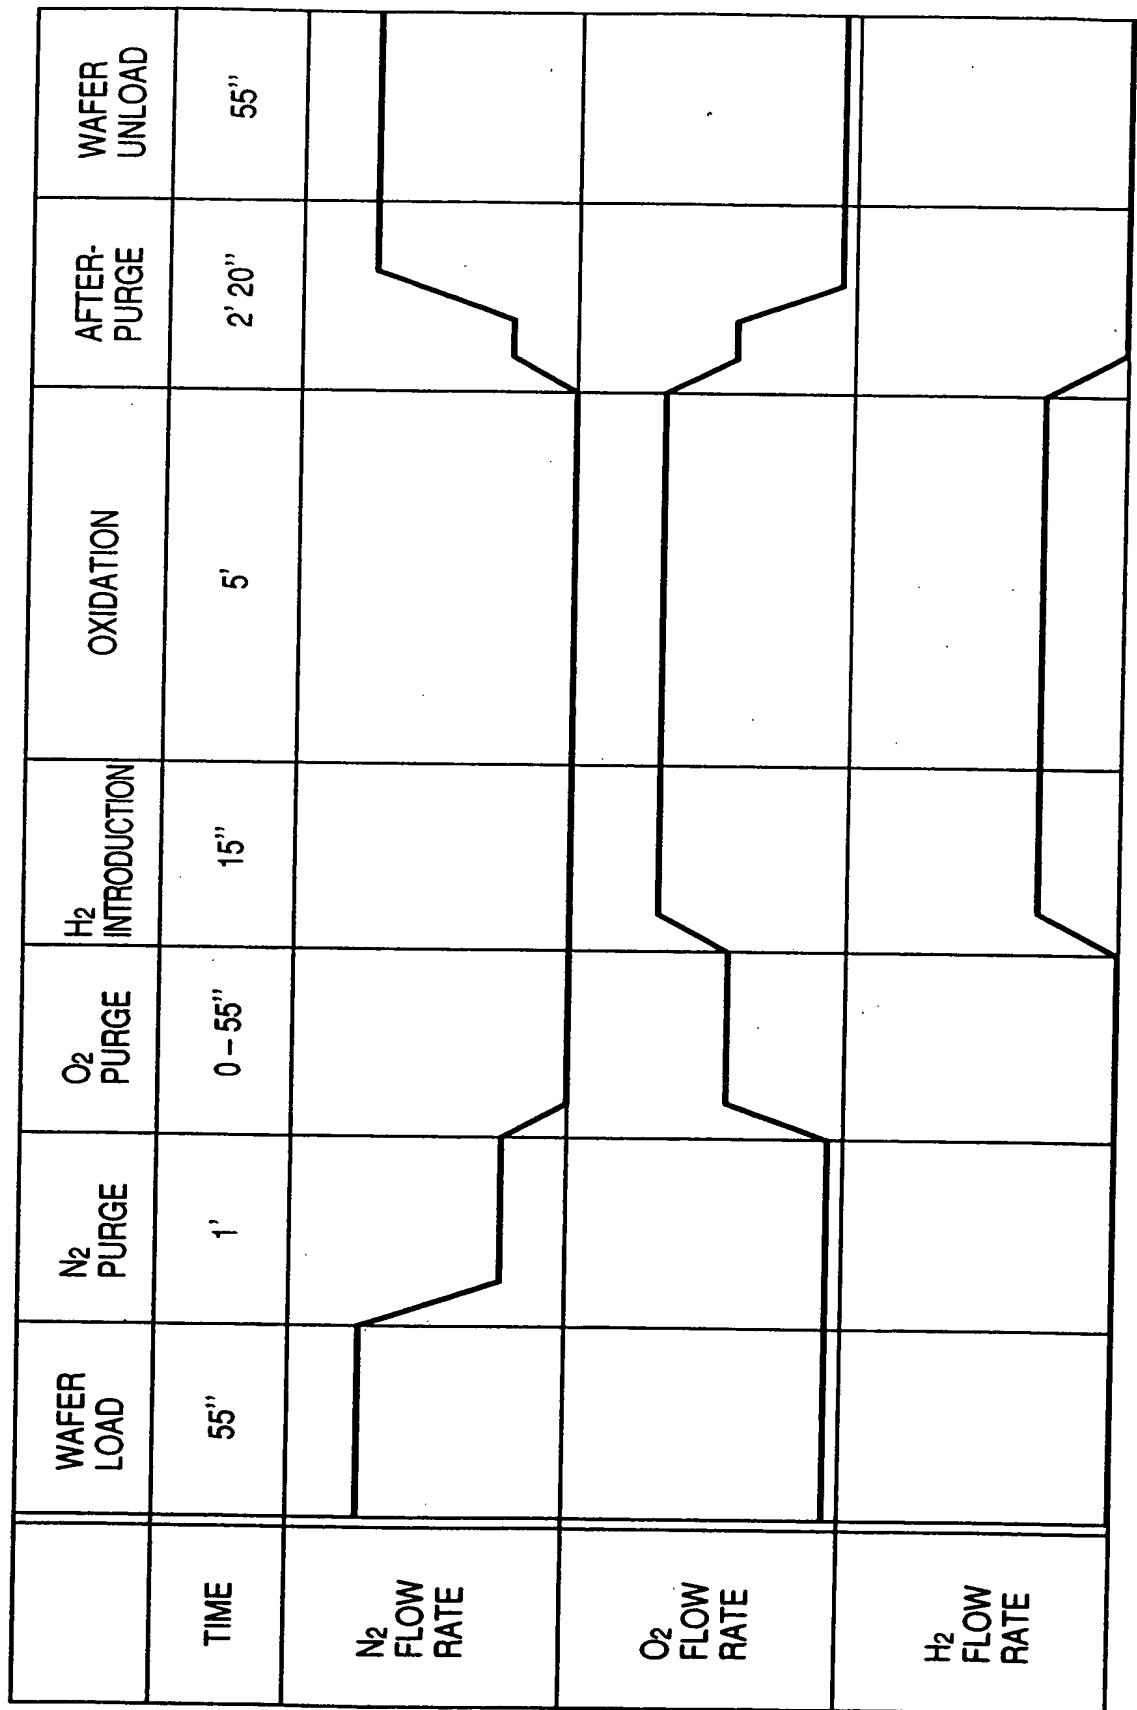 WAFER
LOAD
N2
PURGE
O2
PURGE
H2
INTRODUCTION
OXIDATION
AFTER-
PURGE
WAFER
UNLOAD
TIME
55"
1'
0 – 55"
15"
5'
2' 20"
55"
N2
FLOW
RATE
O2
FLOW
RATE
H2
FLOW
RATE